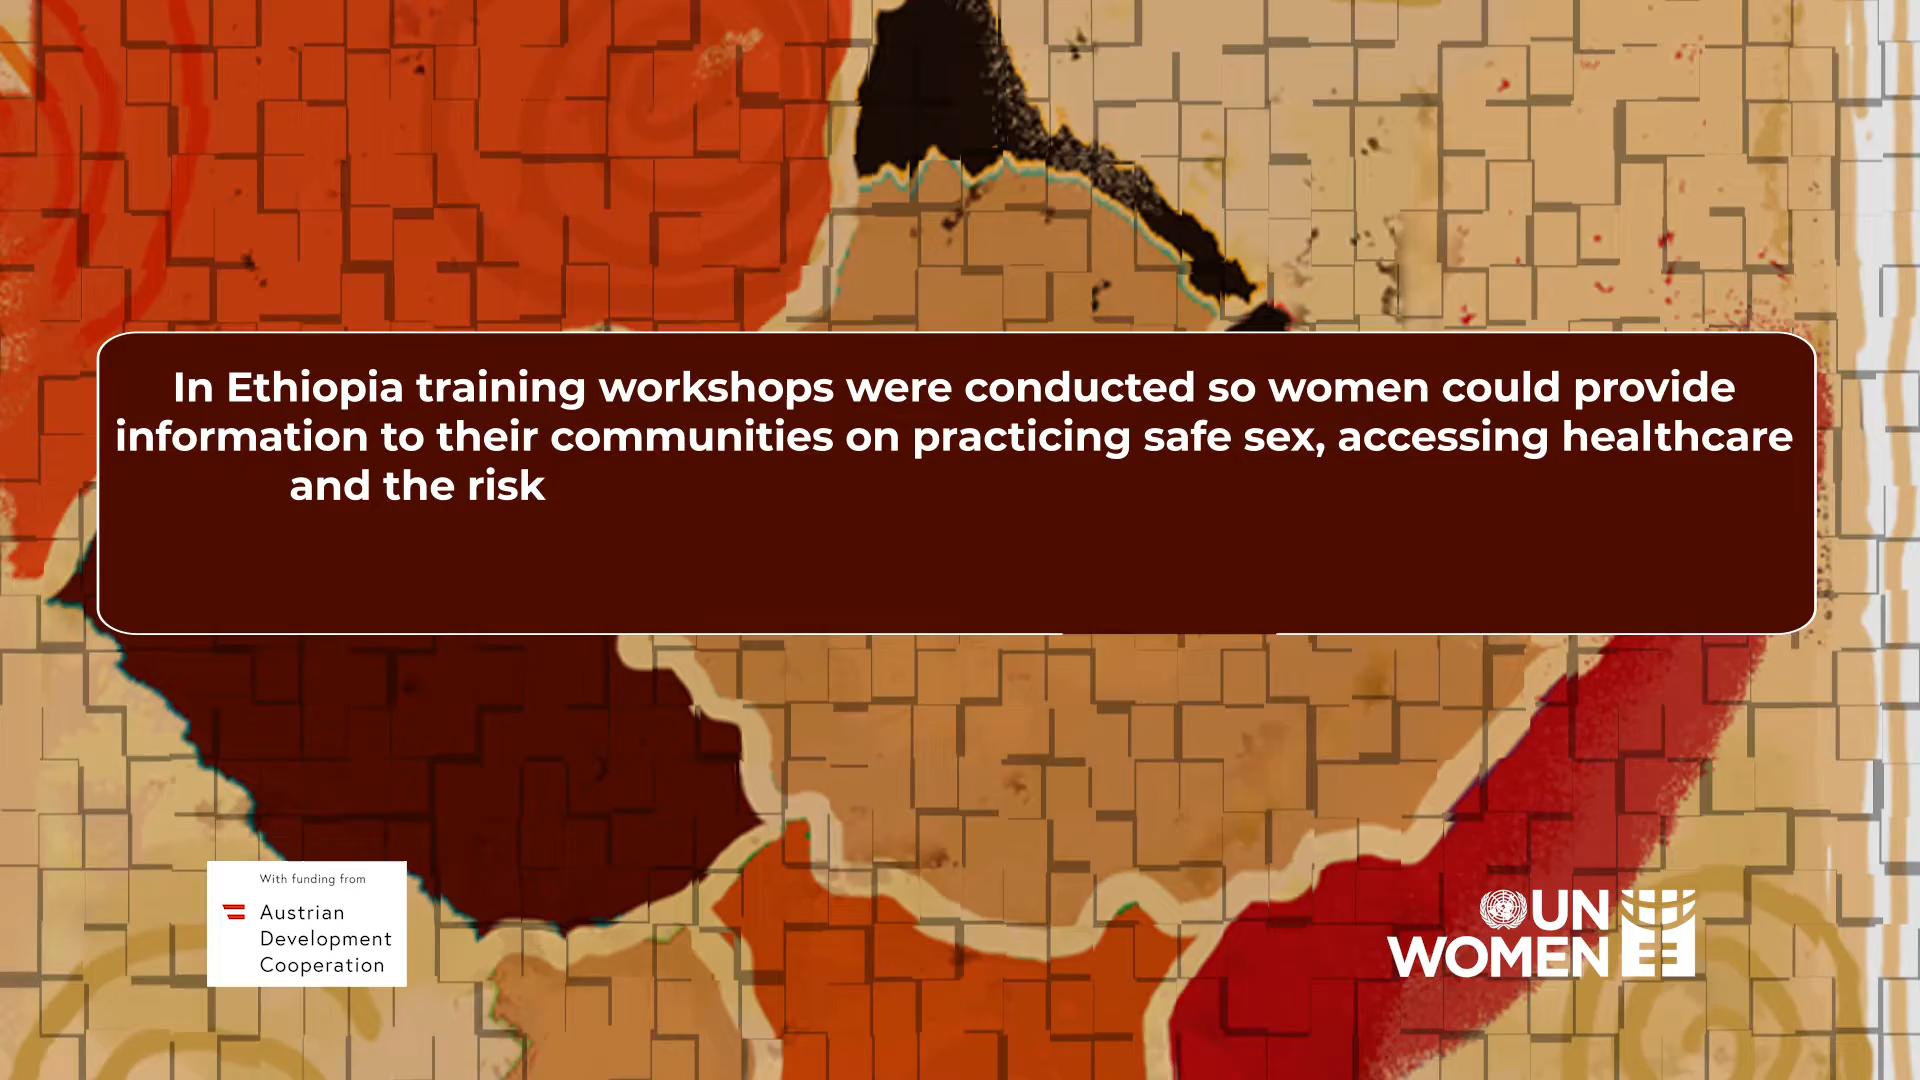 In Ethiopia training workshops were conducted so women could provide
information to their communities on practicing safe sex, accessing healthcare
and the risk
With funding from
Austrian
Development
Cooperation
UN
WOMEN